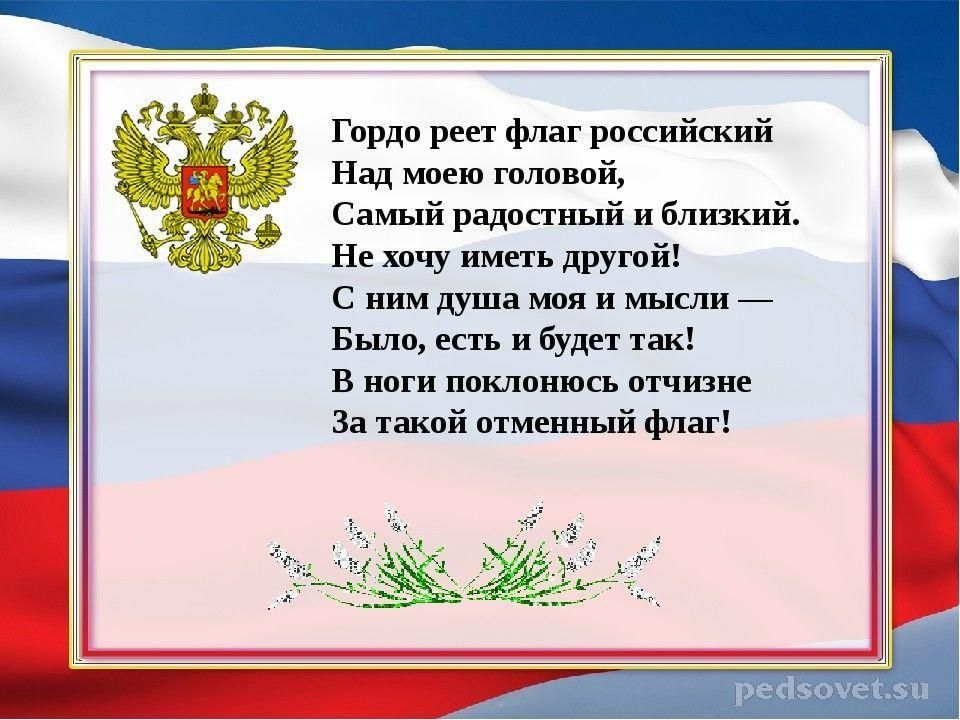 Гордо реет флаг российский
Над моею головой,
Самый радостный и близкий.
Не хочу иметь другой!
С ним душа моя и мысли —
Было, есть и будет так!
В ноги поклонюсь отчизне
За такой отменный флаг!
pedsovet.su